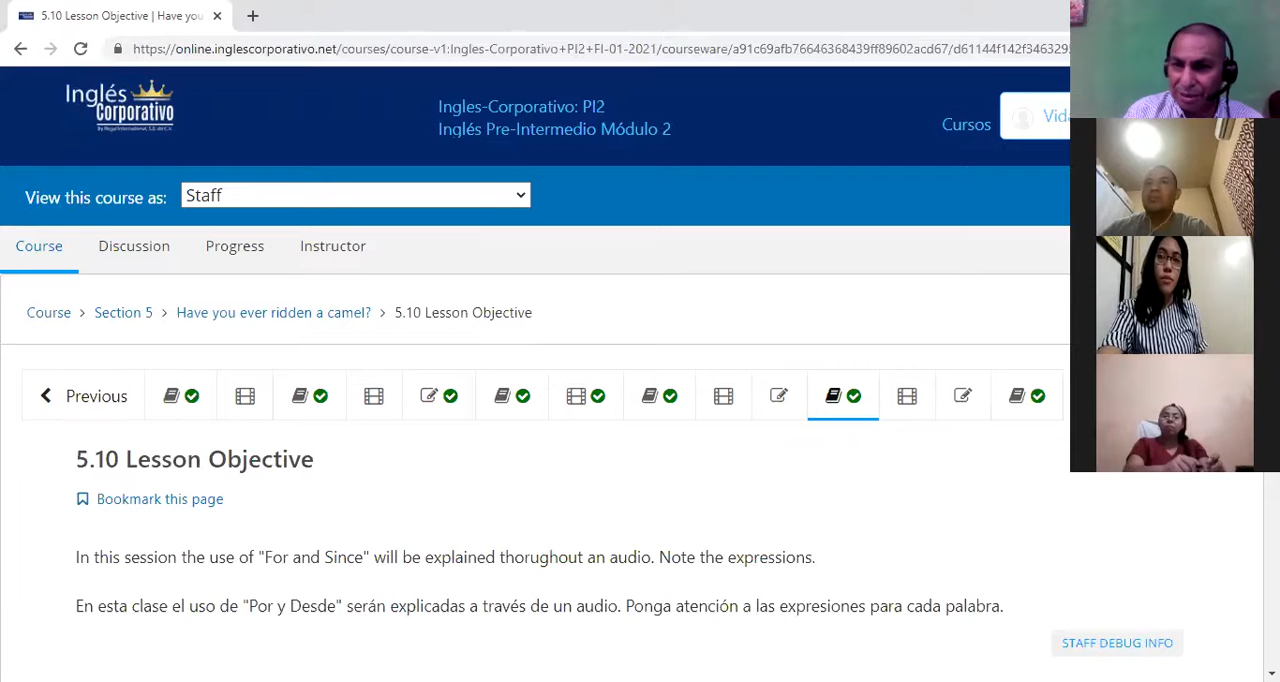 5.10 Lesson Objective | Have you
https://online.inglescorporativo.net/courses/course-v1:Ingles-Corporativo+PI2+FI-01-2021/courseware/a91c69afb76646368439ff89602acd67/d61144f142f3463295
Inglés
Corporativo
Ingles-Corporativo: PI2
Inglés Pre-Intermedio Módulo 2
Cursos
Vida
View this course as: Staff
Course Discussion Progress Instructor
Course > Section 5 > Have you ever ridden a camel? > 5.10 Lesson Objective
Previous
5.10 Lesson Objective
Bookmark this page
In this session the use of "For and Since" will be explained thorughout an audio. Note the expressions.
En esta clase el uso de "Por y Desde" serán explicadas a través de un audio. Ponga atención a las expresiones para cada palabra.
STAFF DEBUG INFO